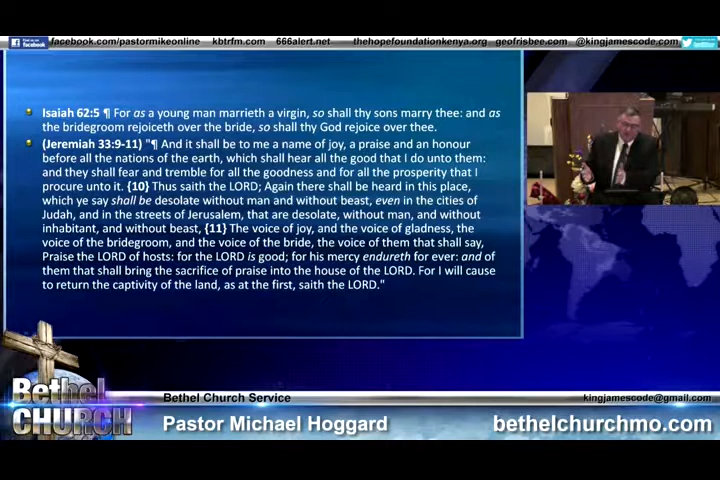 Find us on facebook
facebook.com/pastormikeonline kbtrfm.com 666alert.net thehopefoundationkenya.org geofrisbee.com @kingjamescode.com
Isaiah 62:5 ¶ For as a young man marrieth a virgin, so shall thy sons marry thee: and as
the bridegroom rejoiceth over the bride, so shall thy God rejoice over thee.
(Jeremiah 33:9-11) "¶ And it shall be to me a name of joy, a praise and an honour
before all the nations of the earth, which shall hear all the good that I do unto them:
and they shall fear and tremble for all the goodness and for all the prosperity that I
procure unto it. {10} Thus saith the LORD; Again there shall be heard in this place,
which ye say shall be desolate without man and without beast, even in the cities of
Judah, and in the streets of Jerusalem, that are desolate, without man, and without
inhabitant, and without beast, {11} The voice of joy, and the voice of gladness, the
voice of the bridegroom, and the voice of the bride, the voice of them that shall say,
Praise the LORD of hosts: for the LORD is good; for his mercy endureth for ever: and of
them that shall bring the sacrifice of praise into the house of the LORD. For I will cause
to return the captivity of the land, as at the first, saith the LORD."
Bethel
CHURCH
Bethel Church Service
kingjamescode@gmail.com
Pastor Michael Hoggard
bethelchurchmo.com